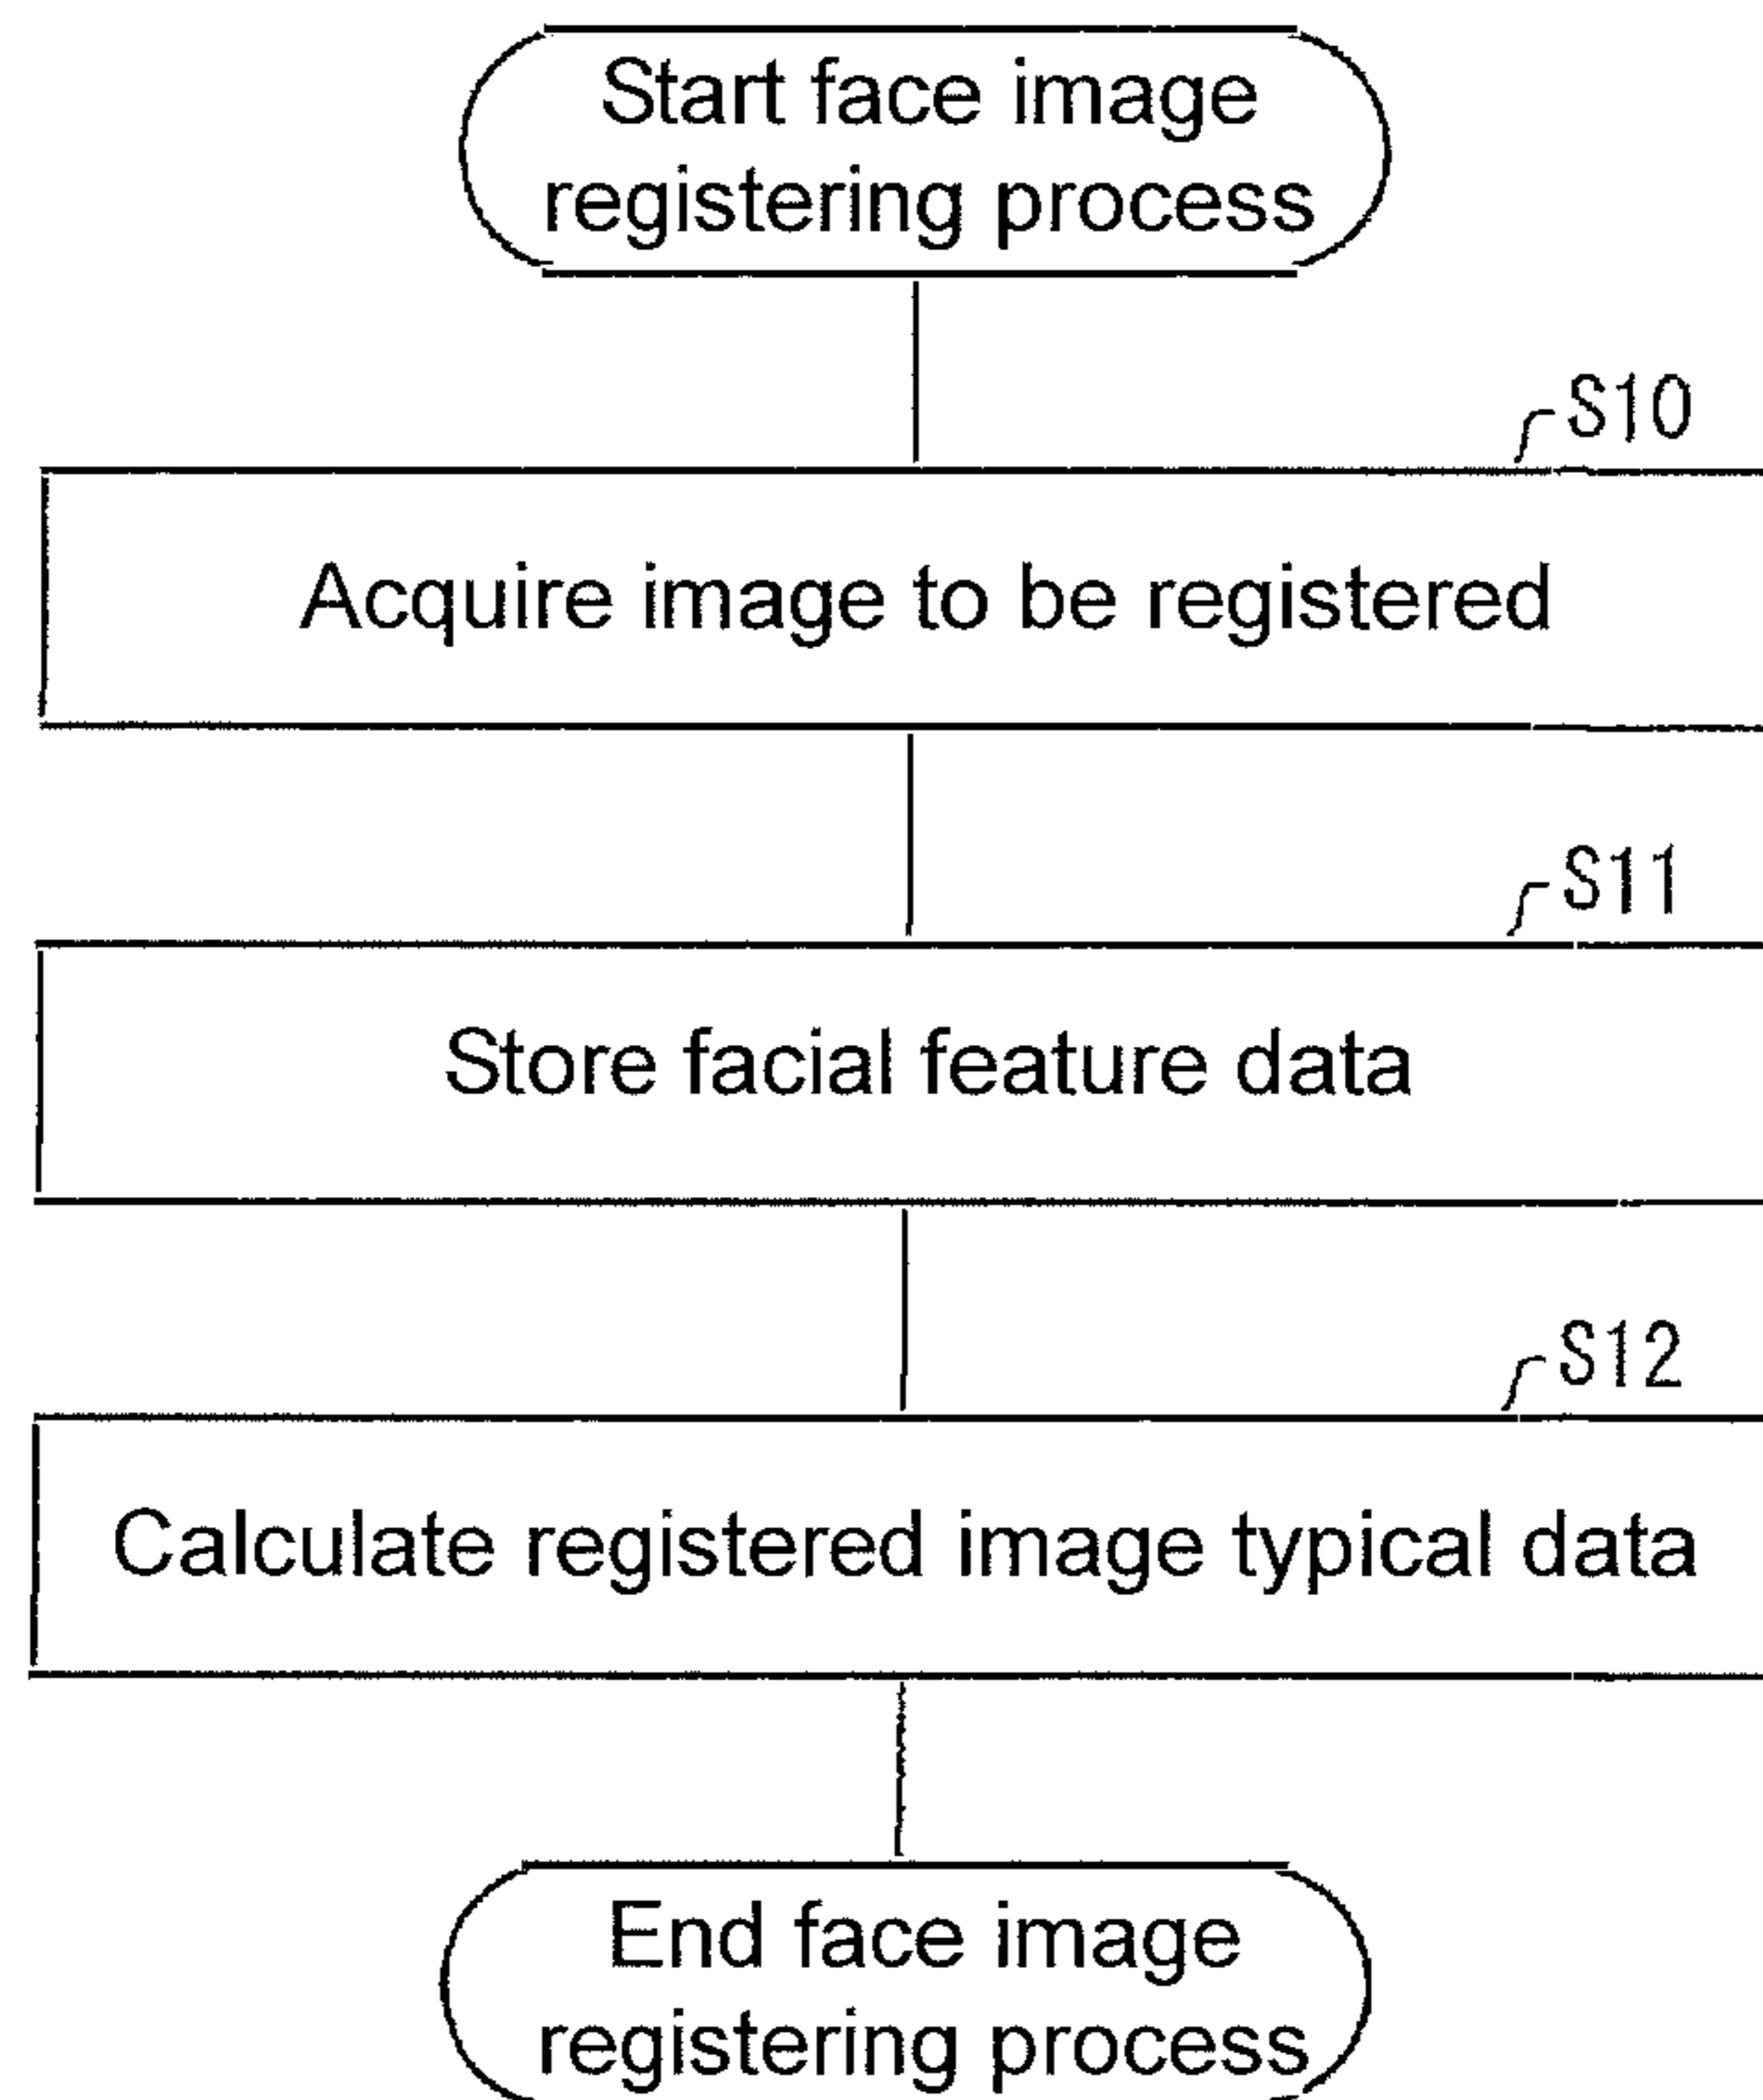 Start face image
registering process
S10
Acquire image to be registered
S11
Store facial feature data
S12
Calculate registered image typical data
End face image
registering process